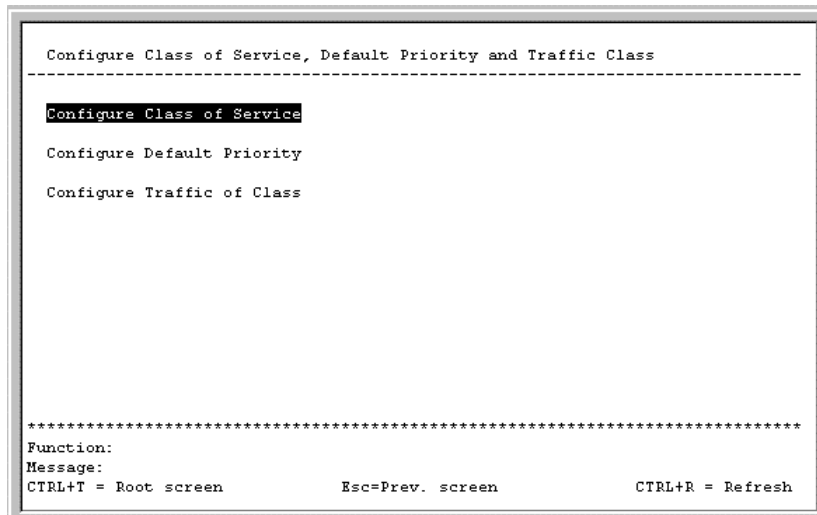 Configure Class of Service, Default Priority and Traffic Class
--------------------------------------------------------------------------------
Configure Class of Service
Configure Default Priority
Configure Traffic of Class
********************************************************************************
Function:
Message:
CTRL+T = Root screen Esc=Prev. screen CTRL+R = Refresh